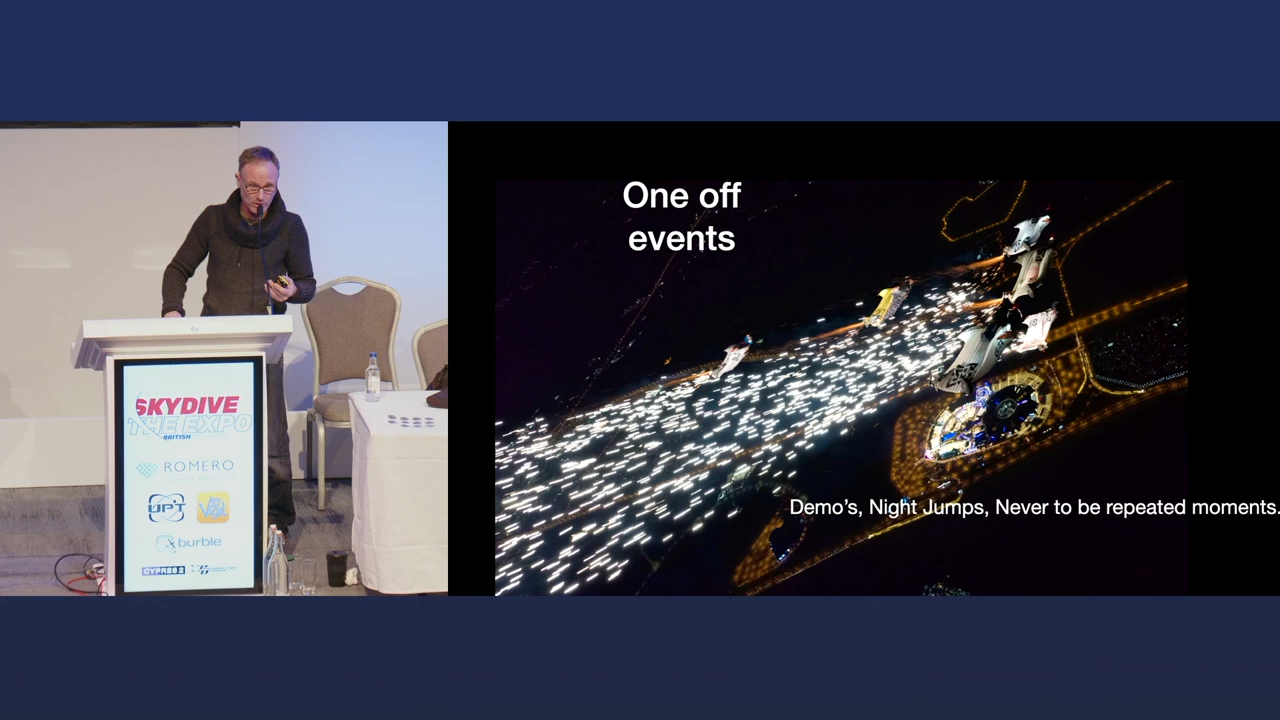 SKYDIVE
THE EXPO
BRITISH
ROMERO
UPT
Vigil
burble
CYPRES 2
One off
events
Demo’s, Night Jumps, Never to be repeated moments.